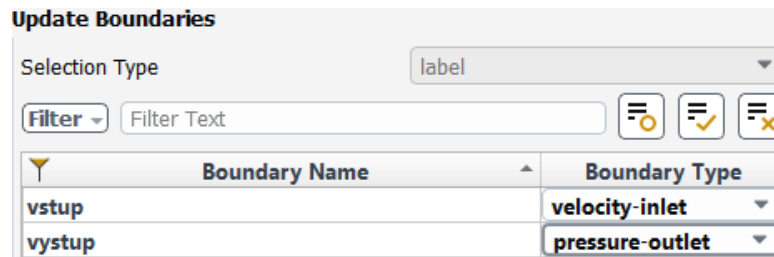 Update Boundaries
Selection Type label
Filter Filter Text
Boundary Name Boundary Type
vstup velocity-inlet
vystup pressure-outlet